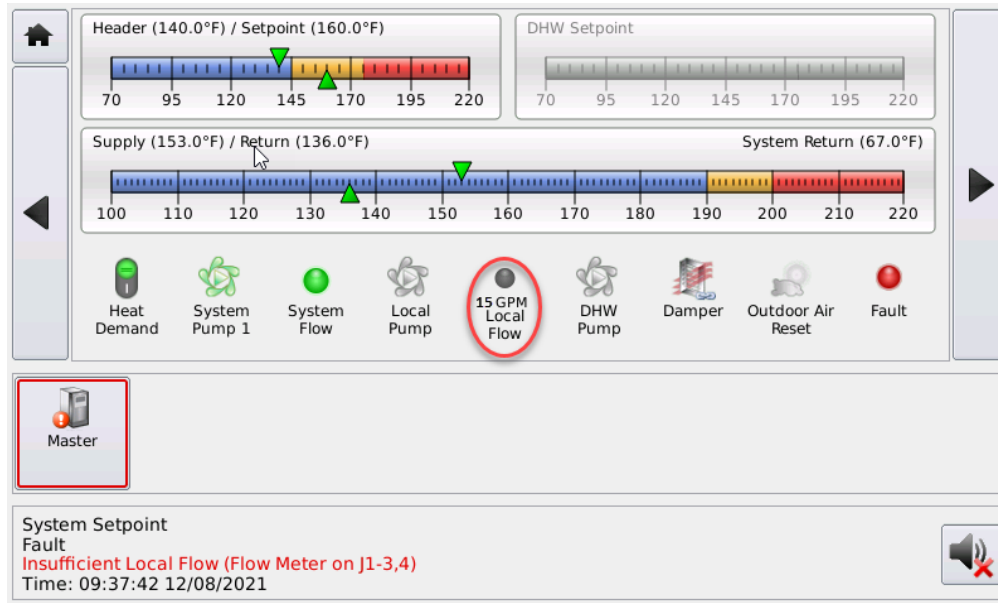 Header (140.0°F) / Setpoint (160.0°F)
70 95 120 145 170 195 220
DHW Setpoint
70 95 120 145 170 195 220
Supply (153.0°F) / Return (136.0°F) System Return (67.0°F)
100 110 120 130 140 150 160 170 180 190 200 210 220
Heat
Demand
System
Pump 1
System
Flow
Local
Pump
15 GPM
Local
Flow
DHW
Pump
Damper
Outdoor Air
Reset
Fault
Master
System Setpoint
Fault
Insufficient Local Flow (Flow Meter on J1-3,4)
Time: 09:37:42 12/08/2021